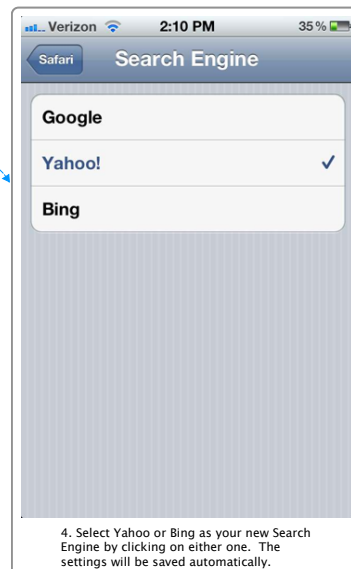 Verizon 2:10 PM 35%
Safari Search Engine
Google
Yahoo!
Bing
4. Select Yahoo or Bing as your new Search
Engine by clicking on either one. The
settings will be saved automatically.